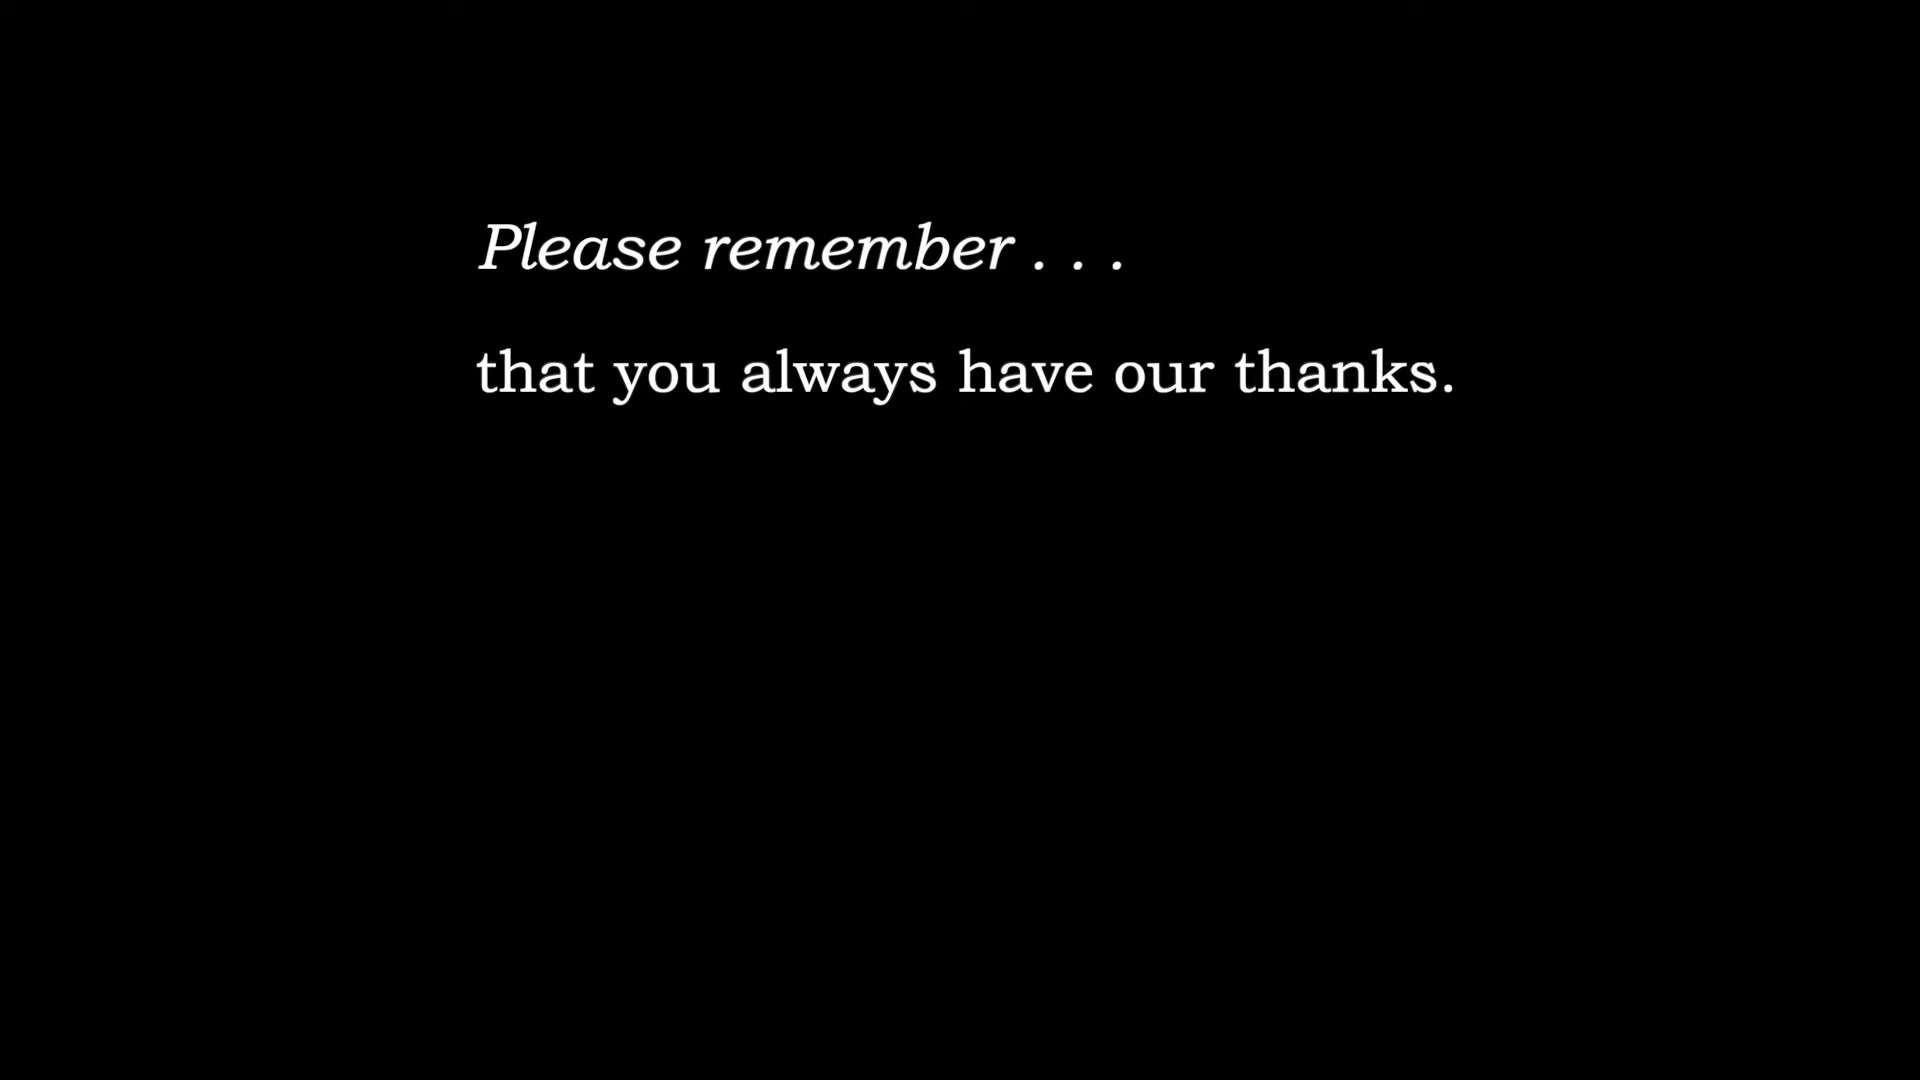 Please remember . . .
that you always have our thanks.